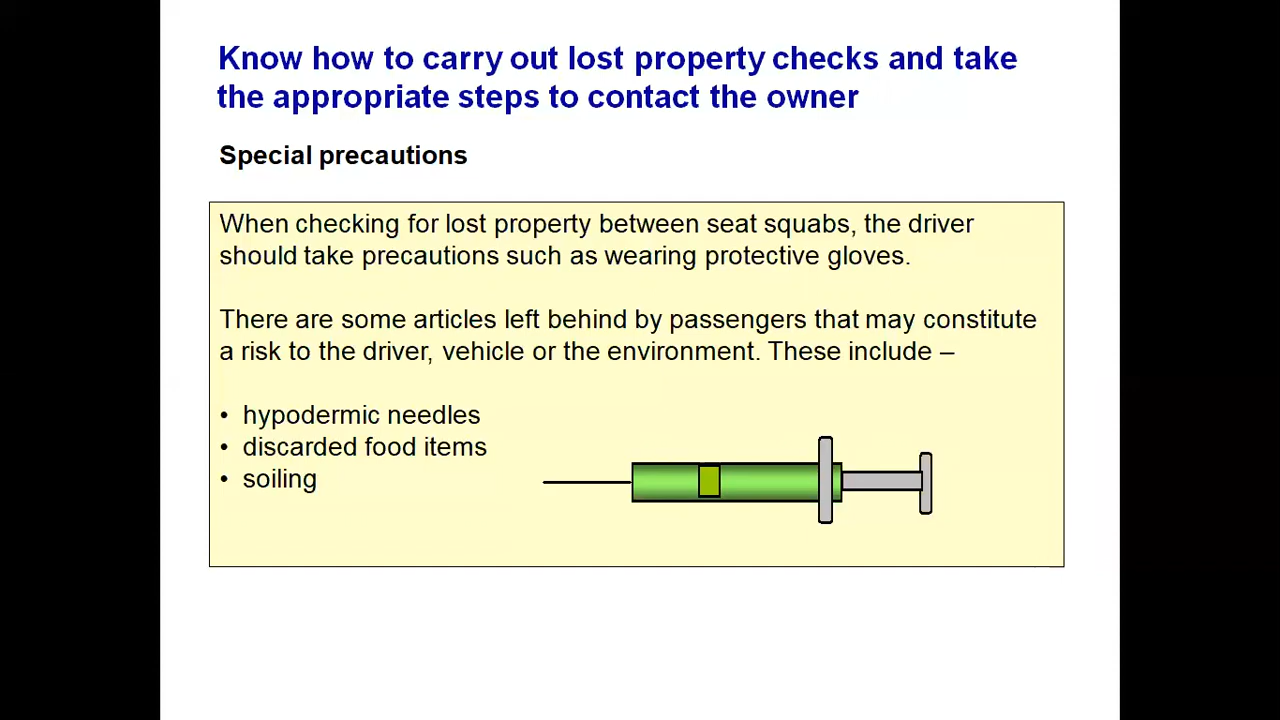 Know how to carry out lost property checks and take
the appropriate steps to contact the owner
Special precautions
When checking for lost property between seat squabs, the driver
should take precautions such as wearing protective gloves.
There are some articles left behind by passengers that may constitute
a risk to the driver, vehicle or the environment. These include –
• hypodermic needles
• discarded food items
• soiling